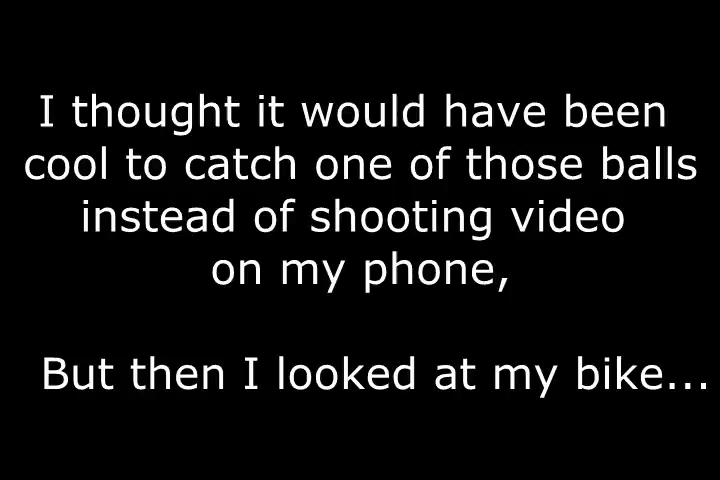 I thought it would have been
cool to catch one of those balls
instead of shooting video
on my phone,
But then I looked at my bike...